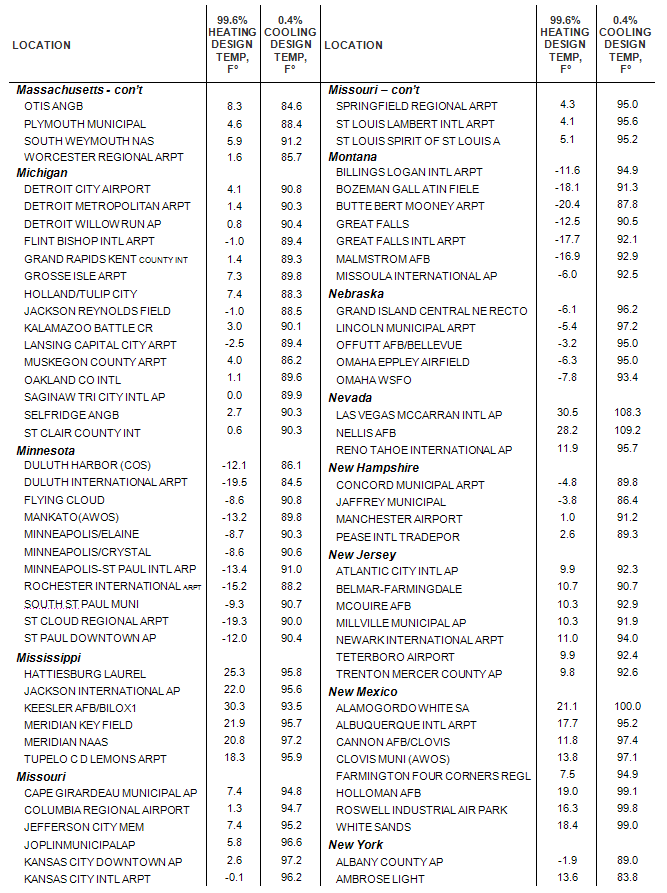 LOCATION
99.6% HEATING DESIGN TEMP, F°
0.4% COOLING DESIGN TEMP, F°
Massachusetts - con't
OTIS ANGB 8.3 84.6
PLYMOUTH MUNICIPAL 4.6 88.4
SOUTH WEYMOUTH NAS 5.9 91.2
WORCESTER REGIONAL ARPT 1.6 85.7
Michigan
DETROIT CITY AIRPORT 4.1 90.8
DETROIT METROPOLITAN ARPT 1.4 90.3
DETROIT WILLOW RUN AP 0.8 90.4
FLINT BISHOP INTL ARPT -1.0 89.4
GRAND RAPIDS KENT COUNTY INT 1.4 89.3
GROSSE ISLE ARPT 7.3 89.8
HOLLAND/TULIP CITY 7.4 88.3
JACKSON REYNOLDS FIELD -1.0 88.5
KALAMAZOO BATTLE CR 3.0 90.1
LANSING CAPITAL CITY ARPT -2.5 89.4
MUSKEGON COUNTY ARPT 4.0 86.2
OAKLAND CO INTL 1.1 89.6
SAGINAW TRI CITY INTL AP 0.0 89.9
SELFRIDGE ANGB 2.7 90.3
ST CLAIR COUNTY INT 0.6 90.3
Minnesota
DULUTH HARBOR (COS) -12.1 86.1
DULUTH INTERNATIONAL ARPT -19.5 84.5
FLYING CLOUD -8.6 90.8
MANKATO(AWOS) -13.2 89.8
MINNEAPOLIS/ELAINE -8.7 90.3
MINNEAPOLIS/CRYSTAL -8.6 90.6
MINNEAPOLIS-ST PAUL INTL ARP -13.4 91.0
ROCHESTER INTERNATIONAL ARPT -15.2 88.2
SOUTH ST PAUL MUNI -9.3 90.7
ST CLOUD REGIONAL ARPT -19.3 90.0
ST PAUL DOWNTOWN AP -12.0 90.4
Mississippi
HATTIESBURG LAUREL 25.3 95.8
JACKSON INTERNATIONAL AP 22.0 95.6
KEESLER AFB/BILOX1 30.3 93.5
MERIDIAN KEY FIELD 21.9 95.7
MERIDIAN NAAS 20.8 97.2
TUPELO C D LEMONS ARPT 18.3 95.9
Missouri
CAPE GIRARDEAU MUNICIPAL AP 7.4 94.8
COLUMBIA REGIONAL AIRPORT 1.3 94.7
JEFFERSON CITY MEM 7.4 95.2
JOPLINMUNICIPALAP 5.8 96.6
KANSAS CITY DOWNTOWN AP 2.6 97.2
KANSAS CITY INTL ARPT -0.1 96.2
LOCATION
99.6% HEATING DESIGN TEMP, F°
0.4% COOLING DESIGN TEMP, F°
Missouri – con't
SPRINGFIELD REGIONAL ARPT 4.3 95.0
ST LOUIS LAMBERT INTL ARPT 4.1 95.6
ST LOUIS SPIRIT OF ST LOUIS A 5.1 95.2
Montana
BILLINGS LOGAN INTL ARPT -11.6 94.9
BOZEMAN GALL ATIN FIELE -18.1 91.3
BUTTE BERT MOONEY ARPT -20.4 87.8
GREAT FALLS -12.5 90.5
GREAT FALLS INTL ARPT -17.7 92.1
MALMSTROM AFB -16.9 92.9
MISSOULA INTERNATIONAL AP -6.0 92.5
Nebraska
GRAND ISLAND CENTRAL NE RECTO -6.1 96.2
LINCOLN MUNICIPAL ARPT -5.4 97.2
OFFUTT AFB/BELLEVUE -3.2 95.0
OMAHA EPPLEY AIRFIELD -6.3 95.0
OMAHA WSFO -7.8 93.4
Nevada
LAS VEGAS MCCARRAN INTL AP 30.5 108.3
NELLIS AFB 28.2 109.2
RENO TAHOE INTERNATIONAL AP 11.9 95.7
New Hampshire
CONCORD MUNICIPAL ARPT -4.8 89.8
JAFFREY MUNICIPAL -3.8 86.4
MANCHESTER AIRPORT 1.0 91.2
PEASE INTL TRADEPOR 2.6 89.3
New Jersey
ATLANTIC CITY INTL AP 9.9 92.3
BELMAR-FARMINGDALE 10.7 90.7
MCOUIRE AFB 10.3 92.9
MILLVILLE MUNICIPAL AP 10.3 91.9
NEWARK INTERNATIONAL ARPT 11.0 94.0
TETERBORO AIRPORT 9.9 92.4
TRENTON MERCER COUNTY AP 9.8 92.6
New Mexico
ALAMOGORDO WHITE SA 21.1 100.0
ALBUQUERQUE INTL ARPT 17.7 95.2
CANNON AFB/CLOVIS 11.8 97.4
CLOVIS MUNI (AWOS) 13.8 97.1
FARMINGTON FOUR CORNERS REGL 7.5 94.9
HOLLOMAN AFB 19.0 99.1
ROSWELL INDUSTRIAL AIR PARK 16.3 99.8
WHITE SANDS 18.4 99.0
New York
ALBANY COUNTY AP -1.9 89.0
AMBROSE LIGHT 13.6 83.8